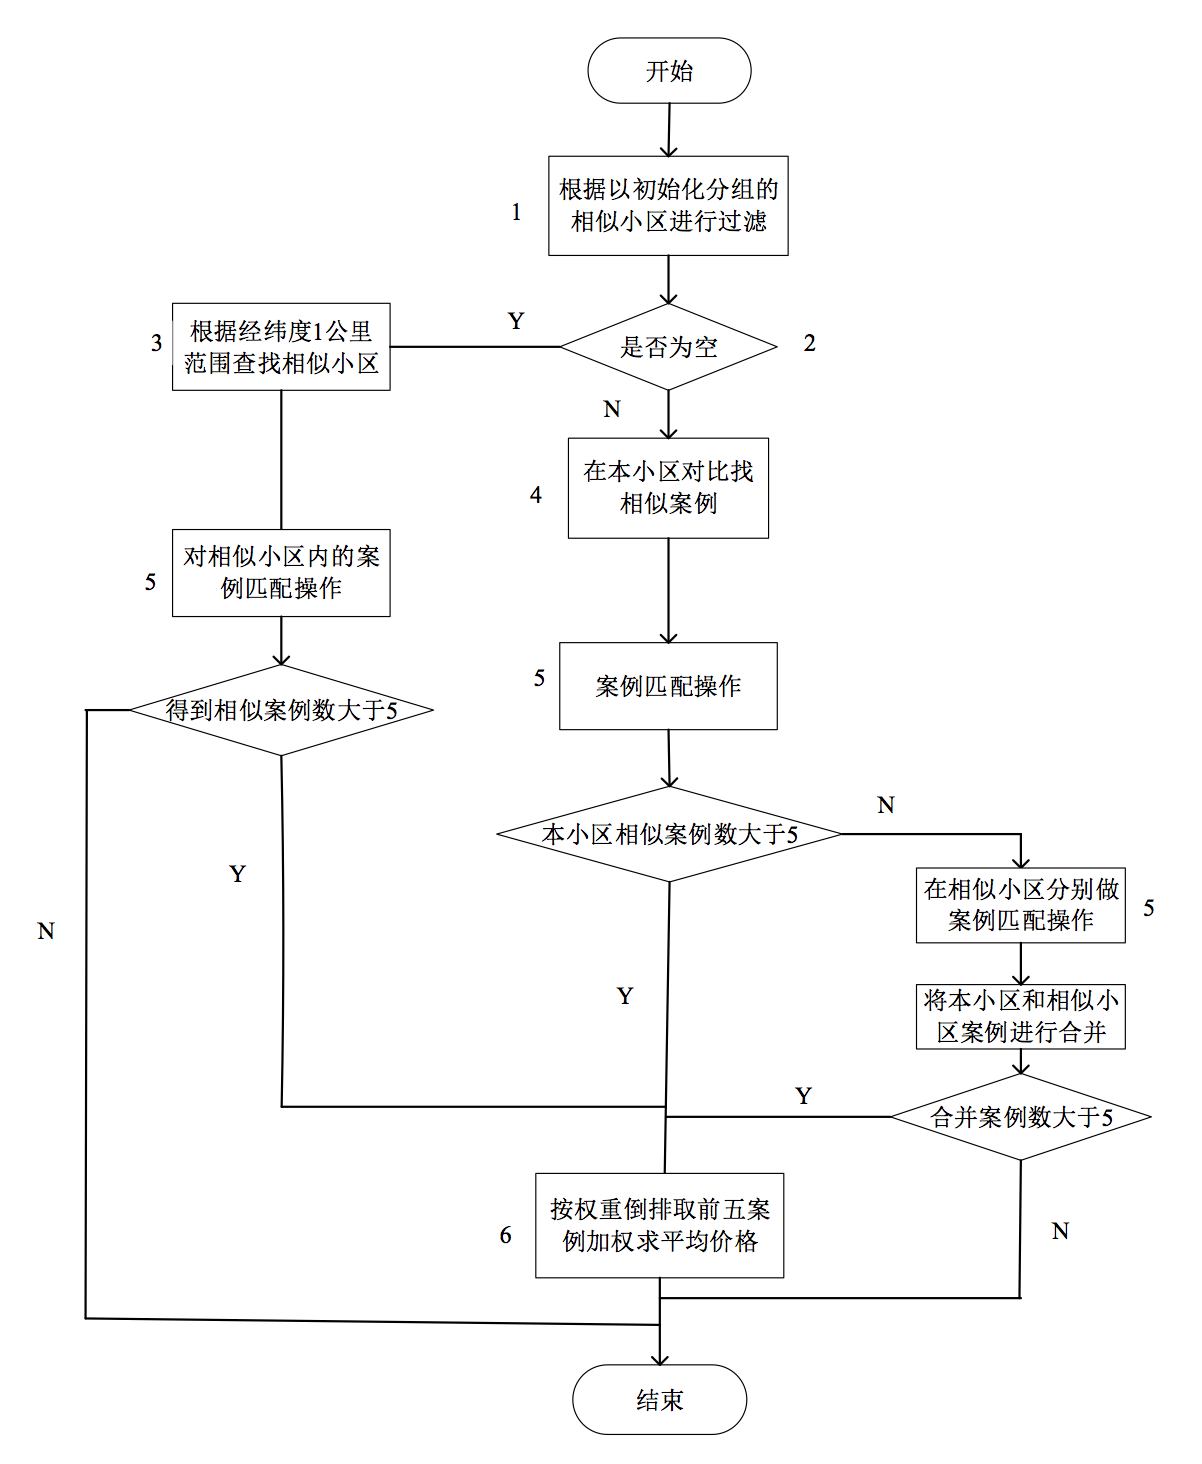 开始
1
根据以初始化分组的
相似小区进行过滤
3
根据经纬度1公里
范围查找相似小区
Y
是否为空
2
N
4
在本小区对比找
相似案例
5
对相似小区内的案
例匹配操作
5
案例匹配操作
得到相似案例数大于5
本小区相似案例数大于5
N
Y
N
在相似小区分别做
案例匹配操作
5
Y
将本小区和相似小
区案例进行合并
Y
合并案例数大于5
6
按权重倒排取前五案
例加权求平均价格
N
结束